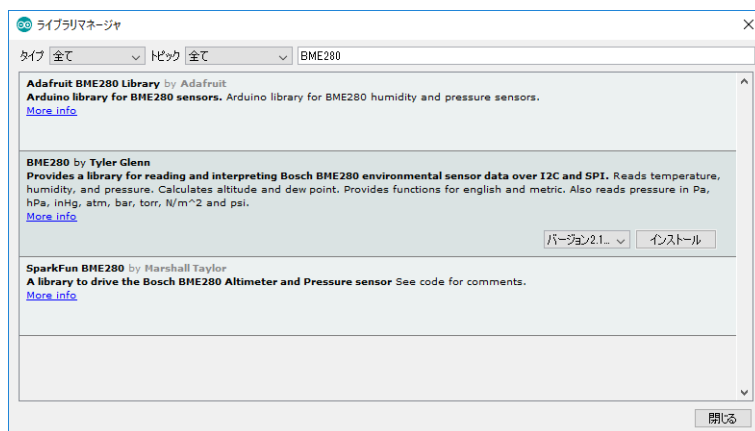 ライブラリマネージャ
タイプ 全て トピック 全て BME280
Adafruit BME280 Library by Adafruit
Arduino library for BME280 sensors. Arduino library for BME280 humidity and pressure sensors.
More info
BME280 by Tyler Glenn
Provides a library for reading and interpreting Bosch BME280 environmental sensor data over I2C and SPI. Reads temperature,
humidity, and pressure. Calculates altitude and dew point. Provides functions for english and metric. Also reads pressure in Pa,
hPa, inHg, atm, bar, torr, N/m^2 and psi.
More info
バージョン2.1... インストール
SparkFun BME280 by Marshall Taylor
A library to drive the Bosch BME280 Altimeter and Pressure sensor See code for comments.
More info
閉じる